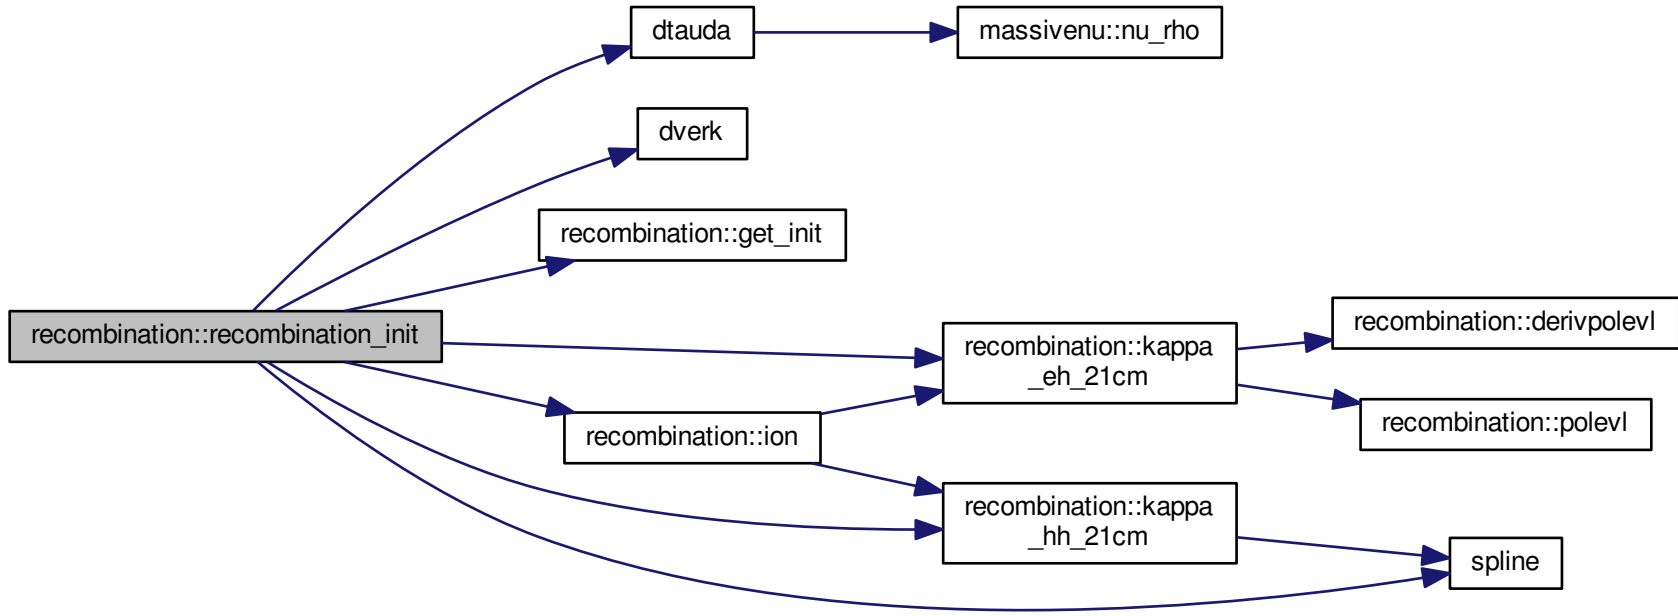 dtauda
massivenu::nu_rho
dverk
recombination::get_init
recombination::recombination_init
recombination::kappa
_eh_21cm
recombination::derivpolevl
recombination::polevl
recombination::ion
recombination::kappa
_hh_21cm
spline